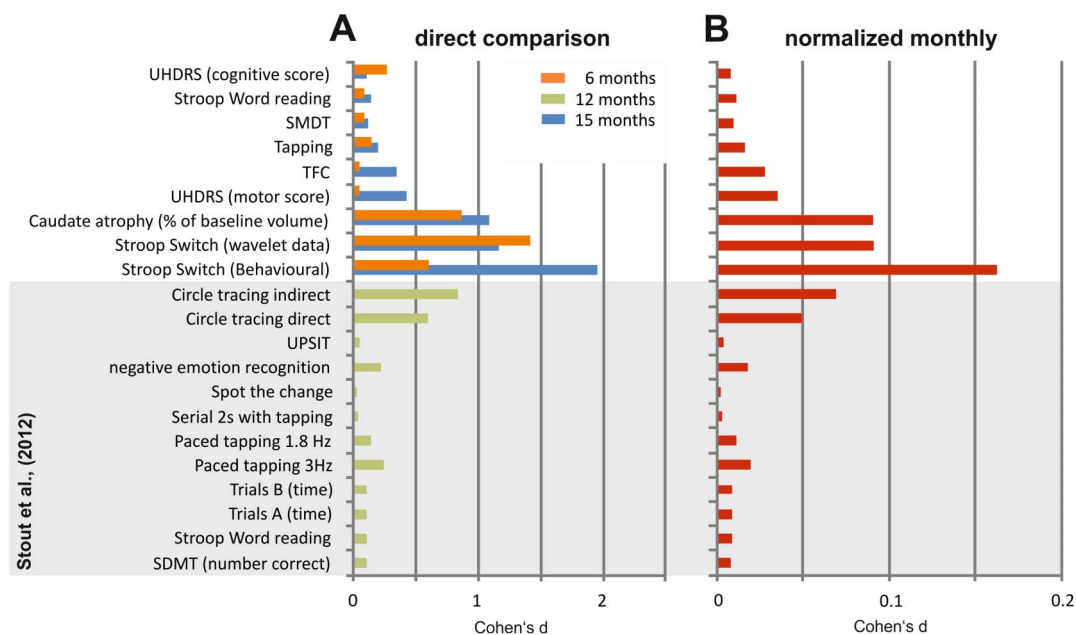 A
direct comparison
B
normalized monthly
6 months
12 months
15 months
UHDRS (cognitive score)
Stroop Word reading
SMDT
Tapping
TFC
UHDRS (motor score)
Caudate atrophy (% of baseline volume)
Stroop Switch (wavelet data)
Stroop Switch (Behavioural)
Circle tracing indirect
Circle tracing direct
UPSIT
negative emotion recognition
Spot the change
Serial 2s with tapping
Paced tapping 1.8 Hz
Paced tapping 3Hz
Trials B (time)
Trials A (time)
Stroop Word reading
SDMT (number correct)
Stout et al., (2012)
0 1 2
0 0.1 0.2
Cohen‘s d
Cohen‘s d